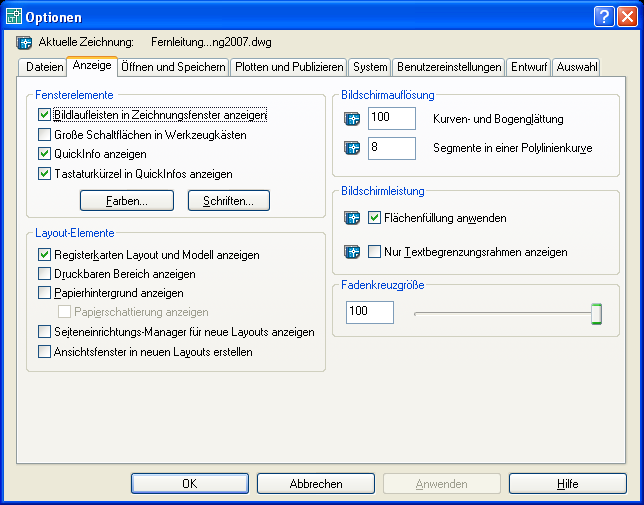 Optionen
Aktuelle Zeichnung: Fernleitung...ng2007.dwg
Dateien Anzeige Öffnen und Speichern Plotten und Publizieren System Benutzereinstellungen Entwurf Auswahl
Fensterelemente
Bildlaufleisten in Zeichnungsfenster anzeigen
Große Schaltflächen in Werkzeugkästen
QuickInfo anzeigen
Tastaturkürzel in QuickInfos anzeigen
Farben... Schriften...
Layout-Elemente
Registerkarten Layout und Modell anzeigen
Druckbaren Bereich anzeigen
Papierhintergrund anzeigen
Papierschattierung anzeigen
Seiteneinrichtungs-Manager für neue Layouts anzeigen
Ansichtsfenster in neuen Layouts erstellen
Bildschirmauflösung
100 Kurven- und Bogenglättung
8 Segmente in einer Polylinienkurve
Bildschirmleistung
Flächenfüllung anwenden
Nur Textbegrenzungsrahmen anzeigen
Fadenkreuzgröße
100
OK Abbrechen Anwenden Hilfe